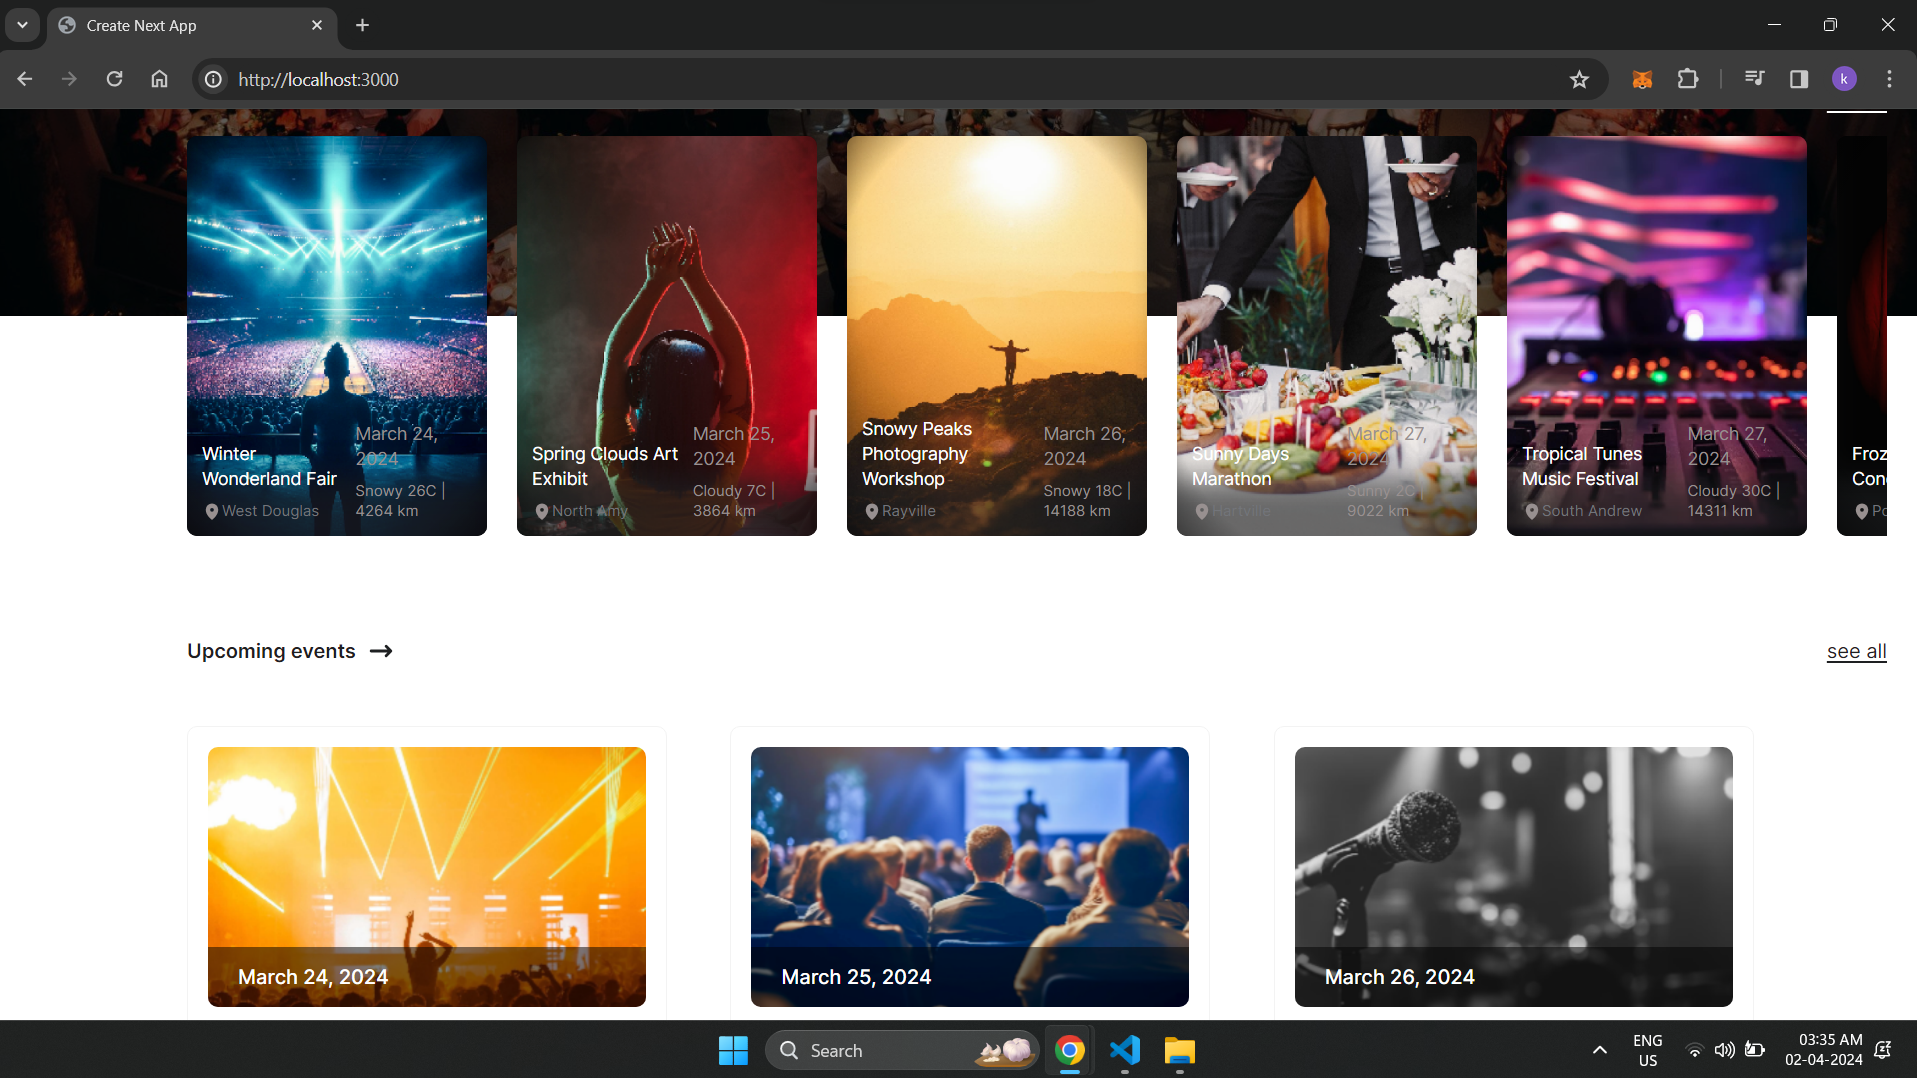 Create Next App
http://localhost:3000
k
Winter
Wonderland Fair
West Douglas
March 24,
2024
Snowy 26C |
4264 km
Spring Clouds Art
Exhibit
North Amy
March 25,
2024
Cloudy 7C |
3864 km
Snowy Peaks
Photography
Workshop
Rayville
March 26,
2024
Snowy 18C |
14188 km
Sunny Days
Marathon
Hartville
March 27,
2024
Sunny 2C |
9022 km
Tropical Tunes
Music Festival
South Andrew
March 27,
2024
Cloudy 30C |
14311 km
Froz
Con
Po
Upcoming events →
see all
March 24, 2024
March 25, 2024
March 26, 2024
Search
ENG
US
03:35 AM
02-04-2024